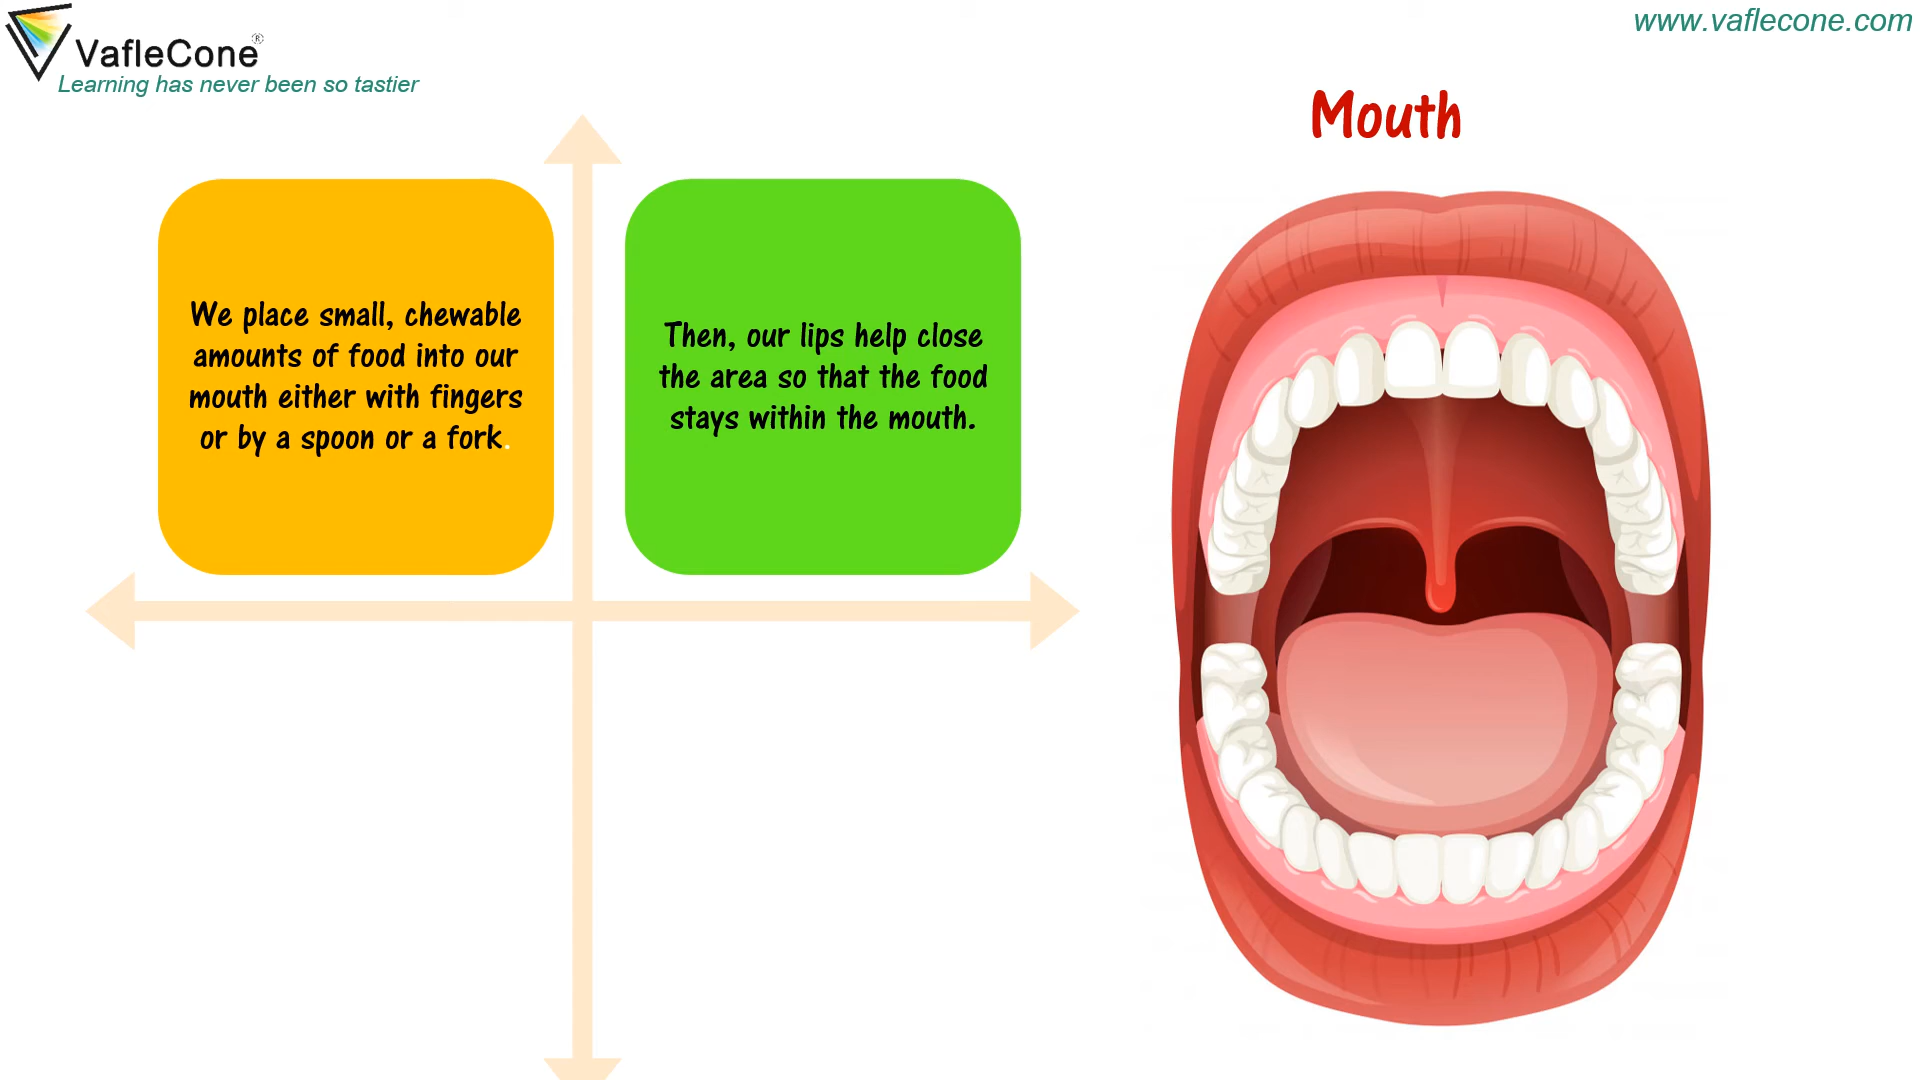 VafleCone®
Learning has never been so tastier
www.vaflecone.com
Mouth
We place small, chewable
amounts of food into our
mouth either with fingers
or by a spoon or a fork.
Then, our lips help close
the area so that the food
stays within the mouth.